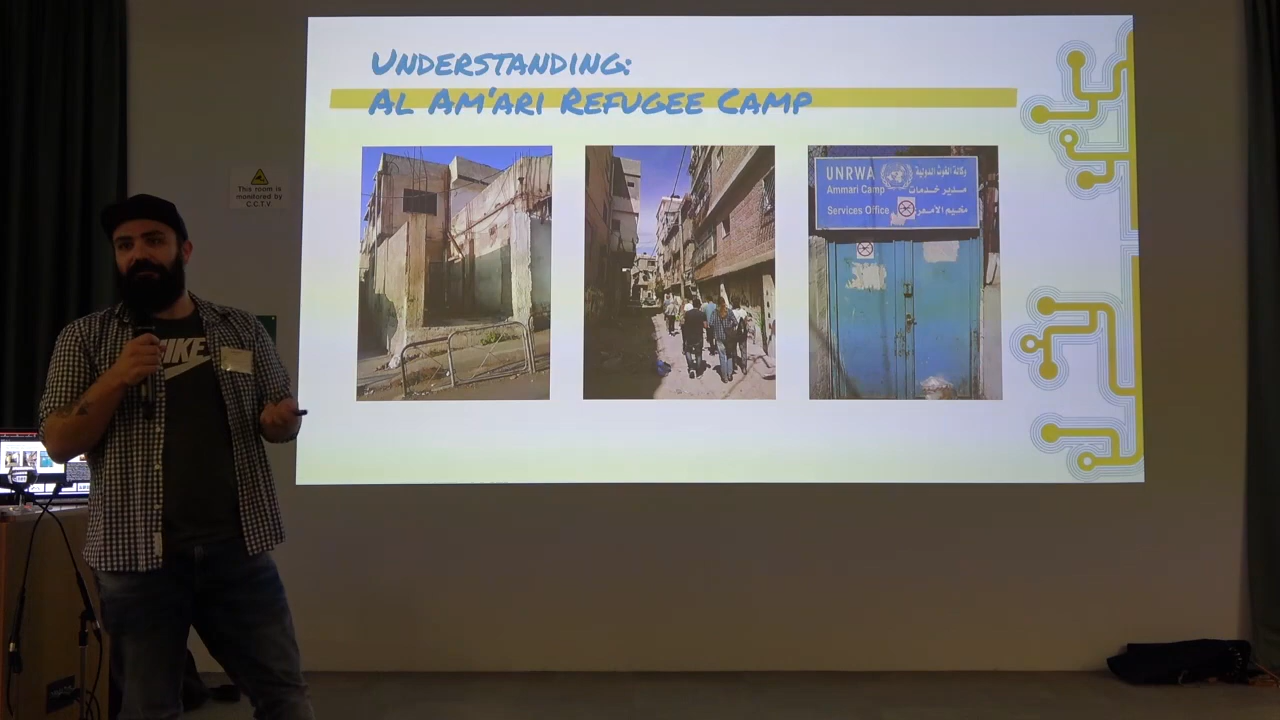 UNDERSTANDING:
AL AM'ARI REFUGEE CAMP
UNRWA
وكالة الغوث الدولية
Ammari Camp
مدير خدمات
Services Office
مخيم الأمعري
This room is
monitored by
C.C.T.V.
NIKE